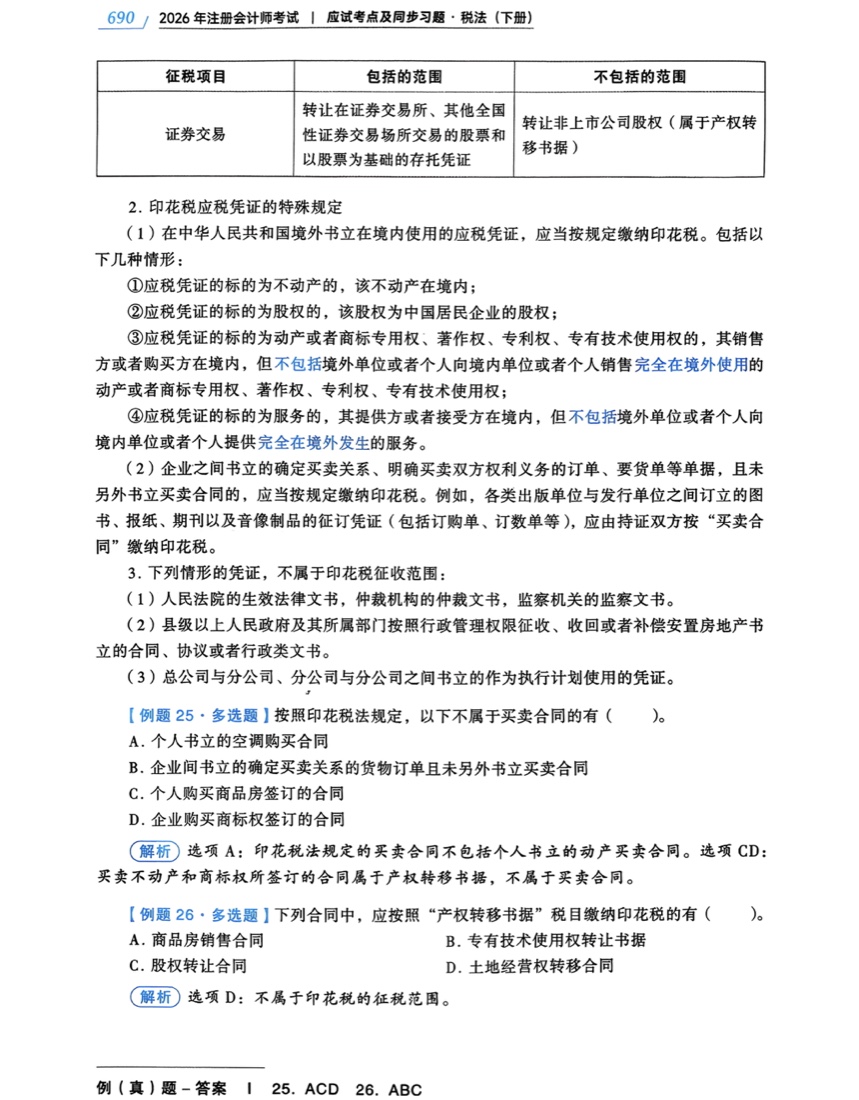 690 2026年注册会计师考试 | 应试考点及同步习题·税法（下册）
征税项目 包括的范围 不包括的范围
证券交易
转让在证券交易所、其他全国
性证券交易场所交易的股票和
以股票为基础的存托凭证
转让非上市公司股权（属于产权转
移书据）
2. 印花税应税凭证的特殊规定
（1）在中华人民共和国境外书立在境内使用的应税凭证，应当按规定缴纳印花税。包括以
下几种情形：
①应税凭证的标的为不动产的，该不动产在境内；
②应税凭证的标的为股权的，该股权为中国居民企业的股权；
③应税凭证的标的为动产或者商标专用权、著作权、专利权、专有技术使用权的，其销售
方或者购买方在境内，但不包括境外单位或者个人向境内单位或者个人销售完全在境外使用的
动产或者商标专用权、著作权、专利权、专有技术使用权；
④应税凭证的标的为服务的，其提供方或者接受方在境内，但不包括境外单位或者个人向
境内单位或者个人提供完全在境外发生的服务。
（2）企业之间书立的确定买卖关系、明确买卖双方权利义务的订单、要货单等单据，且未
另外书立买卖合同的，应当按规定缴纳印花税。例如，各类出版单位与发行单位之间订立的图
书、报纸、期刊以及音像制品的征订凭证（包括订购单、订数单等），应由持证双方按“买卖合
同”缴纳印花税。
3. 下列情形的凭证，不属于印花税征收范围：
（1）人民法院的生效法律文书，仲裁机构的仲裁文书，监察机关的监察文书。
（2）县级以上人民政府及其所属部门按照行政管理权限征收、收回或者补偿安置房地产书
立的合同、协议或者行政类文书。
（3）总公司与分公司、分公司与分公司之间书立的作为执行计划使用的凭证。
【例题 25·多选题】按照印花税法规定，以下不属于买卖合同的有（　　）。
A. 个人书立的空调购买合同
B. 企业间书立的确定买卖关系的货物订单且未另外书立买卖合同
C. 个人购买商品房签订的合同
D. 企业购买商标权签订的合同
解析 选项 A：印花税法规定的买卖合同不包括个人书立的动产买卖合同。选项 CD：
买卖不动产和商标权所签订的合同属于产权转移书据，不属于买卖合同。
【例题 26·多选题】下列合同中，应按照“产权转移书据”税目缴纳印花税的有（　　）。
A. 商品房销售合同 B. 专有技术使用权转让书据
C. 股权转让合同 D. 土地经营权转移合同
解析 选项 D：不属于印花税的征税范围。
例（真）题－答案 | 25. ACD 26. ABC